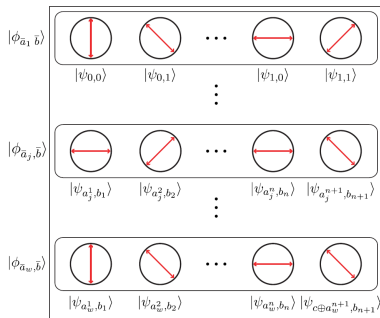 |ϕ_{ā_1 b̄}⟩
|ψ_{0,0}⟩ |ψ_{0,1}⟩ ⋯ |ψ_{1,0}⟩ |ψ_{1,1}⟩
⋮
|ϕ_{ā_j,b̄}⟩
|ψ_{a_j^1,b_1}⟩ |ψ_{a_j^2,b_2}⟩ ⋯ |ψ_{a_j^n,b_n}⟩ |ψ_{a_j^{n+1},b_{n+1}}⟩
⋮
|ϕ_{ā_w,b̄}⟩
|ψ_{a_w^1,b_1}⟩ |ψ_{a_w^2,b_2}⟩ ⋯ |ψ_{a_w^n,b_n}⟩ |ψ_{c⊕a_w^{n+1},b_{n+1}}⟩